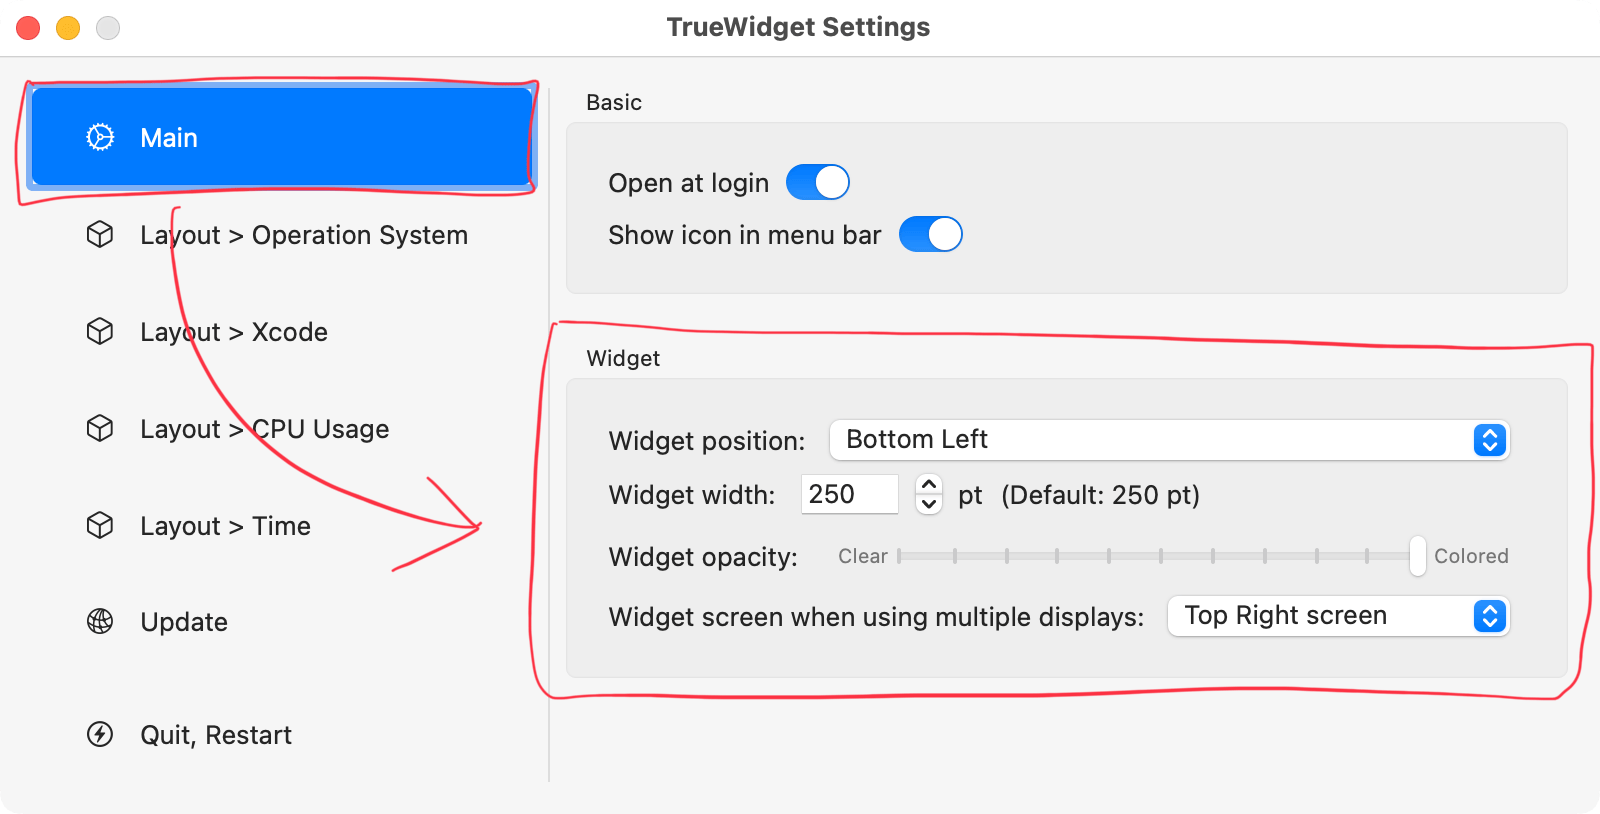 TrueWidget Settings
Main
Layout > Operation System
Layout > Xcode
Layout > CPU Usage
Layout > Time
Update
Quit, Restart
Basic
Open at login
Show icon in menu bar
Widget
Widget position: Bottom Left
Widget width: 250 pt (Default: 250 pt)
Widget opacity: Clear Colored
Widget screen when using multiple displays: Top Right screen